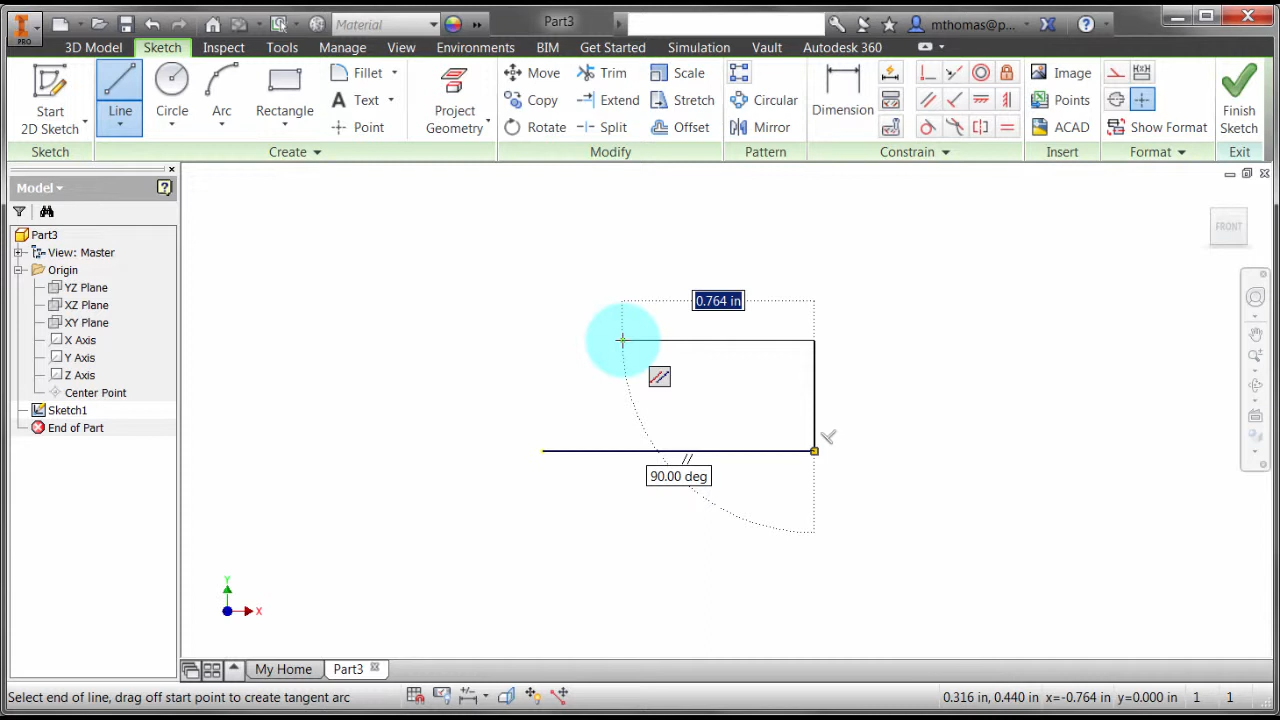 PRO
Material
Part3
mthomas@p...
3D Model
Sketch
Inspect
Tools
Manage
View
Environments
BIM
Get Started
Simulation
Vault
Autodesk 360
Start
2D Sketch
Line
Circle
Arc
Rectangle
Fillet
Text
Point
Project
Geometry
Move
Copy
Rotate
Trim
Extend
Split
Scale
Stretch
Offset
Circular
Mirror
Dimension
Image
Points
ACAD
Show Format
Finish
Sketch
Sketch
Create
Modify
Pattern
Constrain
Insert
Format
Exit
Model
Part3
View: Master
Origin
YZ Plane
XZ Plane
XY Plane
X Axis
Y Axis
Z Axis
Center Point
Sketch1
End of Part
FRONT
0.764 in
90.00 deg
Y
X
My Home
Part3
Select end of line, drag off start point to create tangent arc
0.316 in, 0.440 in x=-0.764 in y=0.000 in 1 1